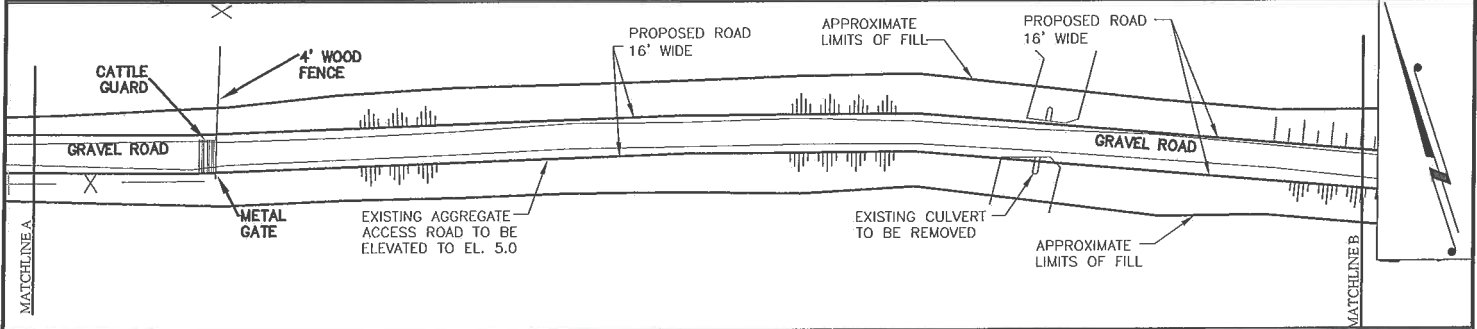 PROPOSED ROAD
16' WIDE
APPROXIMATE
LIMITS OF FILL
PROPOSED ROAD
16' WIDE
4' WOOD
FENCE
CATTLE
GUARD
GRAVEL ROAD
GRAVEL ROAD
METAL
GATE
EXISTING AGGREGATE
ACCESS ROAD TO BE
ELEVATED TO EL. 5.0
EXISTING CULVERT
TO BE REMOVED
APPROXIMATE
LIMITS OF FILL
MATCHLINE A
MATCHLINE B